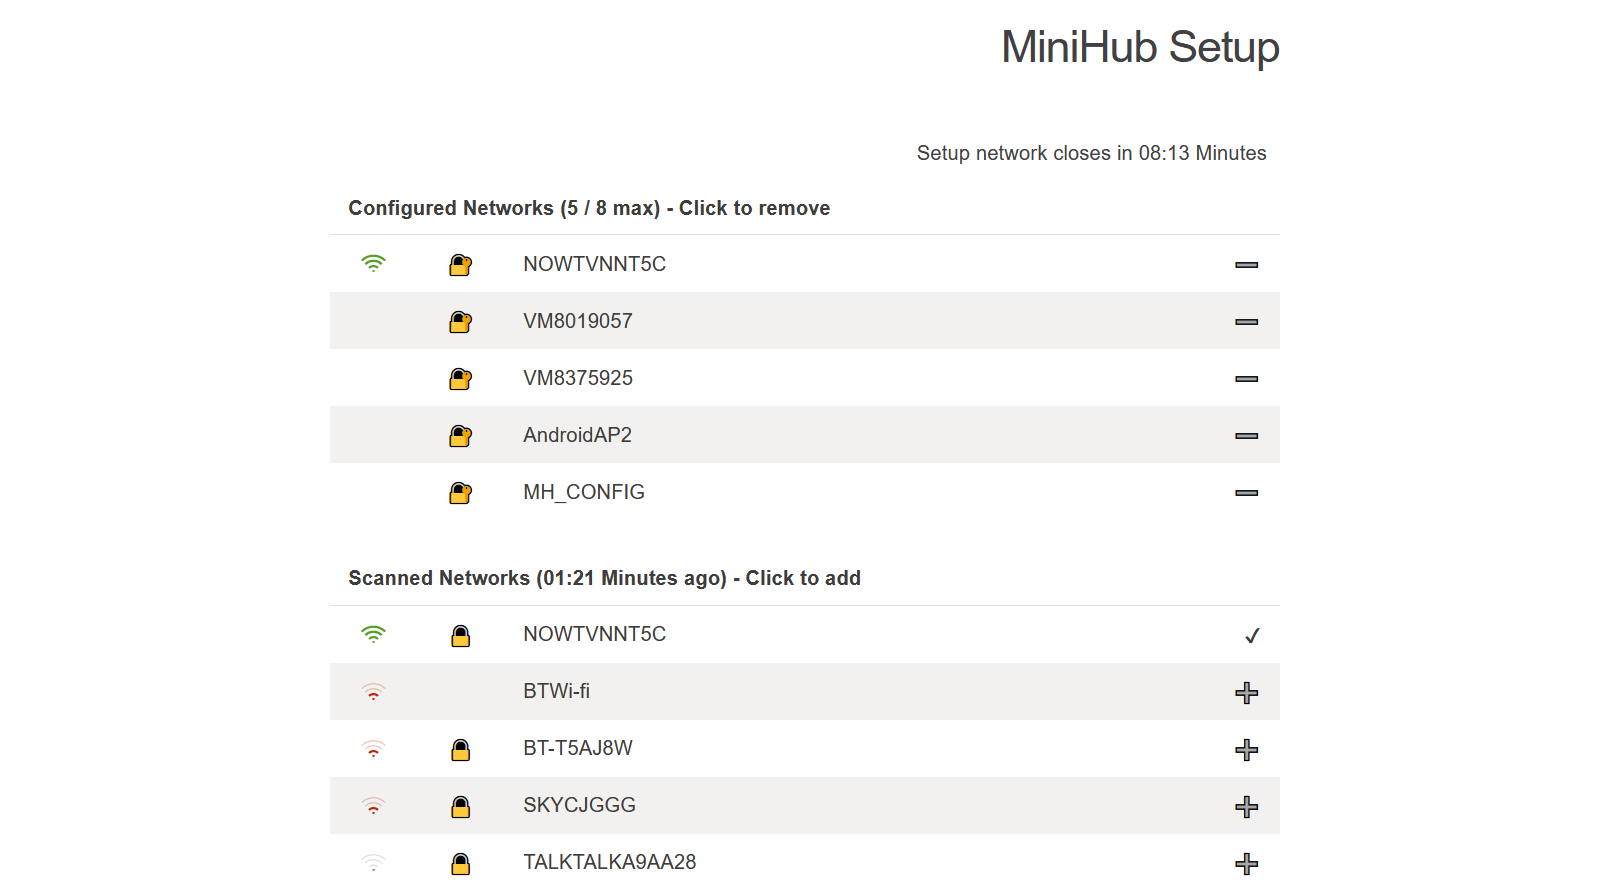 MiniHub Setup
Setup network closes in 08:13 Minutes
Configured Networks (5 / 8 max) - Click to remove
NOWTVNNT5C
VM8019057
VM8375925
AndroidAP2
MH_CONFIG
Scanned Networks (01:21 Minutes ago) - Click to add
NOWTVNNT5C
BTWi-fi
BT-T5AJ8W
SKYCJGGG
TALKTALKA9AA28